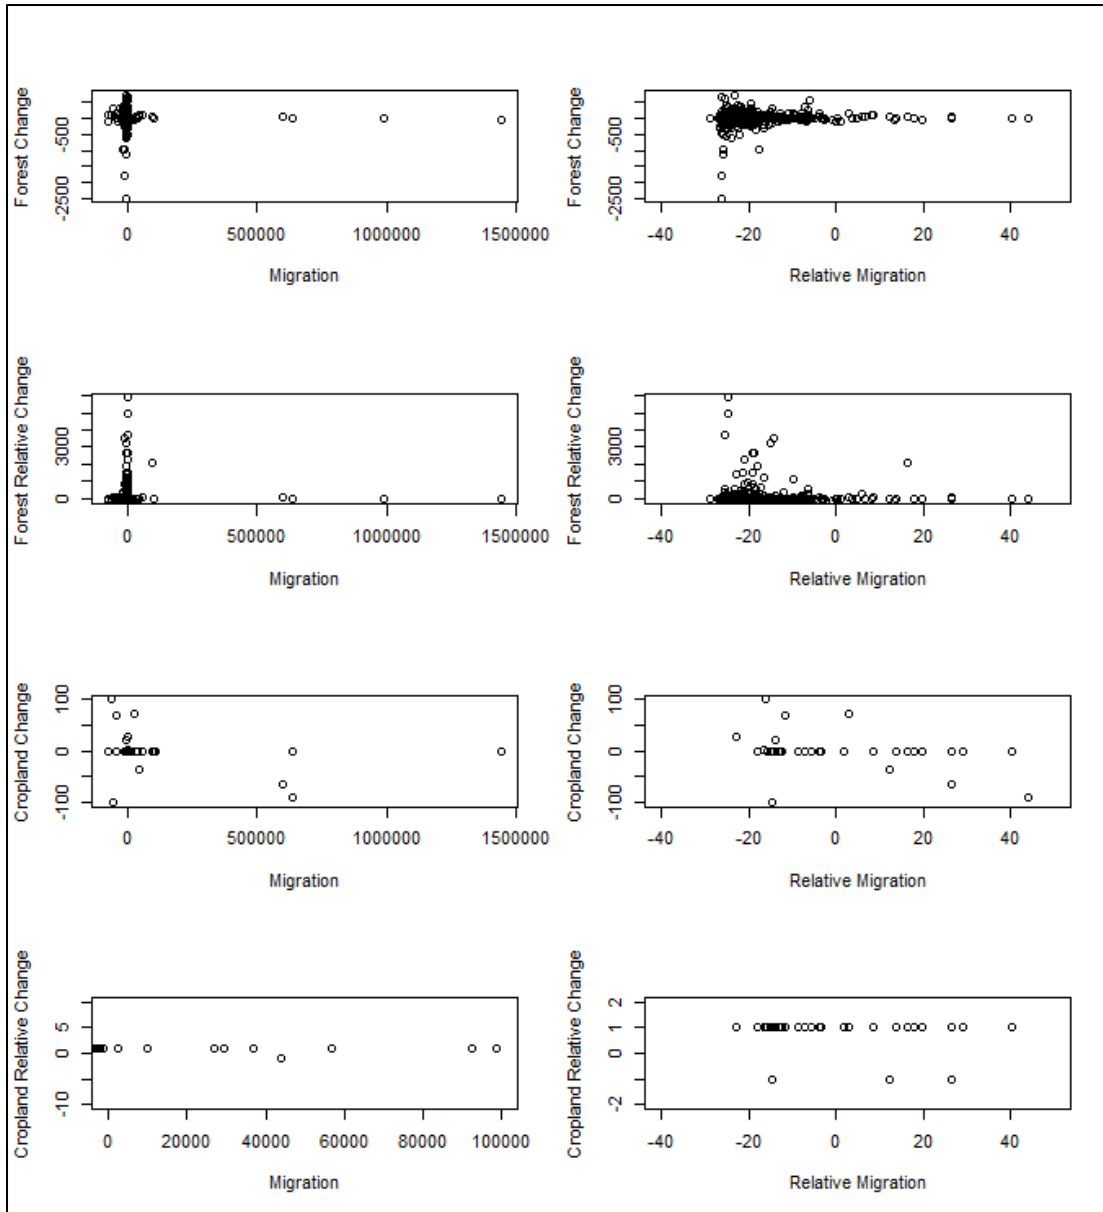 Forest Change
-500
-2500
0 500000 1000000 1500000
Migration
Forest Change
-500
-2500
-40 -20 0 20 40
Relative Migration
Forest Relative Change
3000
0
0 500000 1000000 1500000
Migration
Forest Relative Change
3000
0
-40 -20 0 20 40
Relative Migration
Cropland Change
100
0
-100
0 500000 1000000 1500000
Migration
Cropland Change
100
0
-100
-40 -20 0 20 40
Relative Migration
Cropland Relative Change
5
0
-10
0 20000 40000 60000 80000 100000
Migration
Cropland Relative Change
2
1
0
-2
-40 -20 0 20 40
Relative Migration